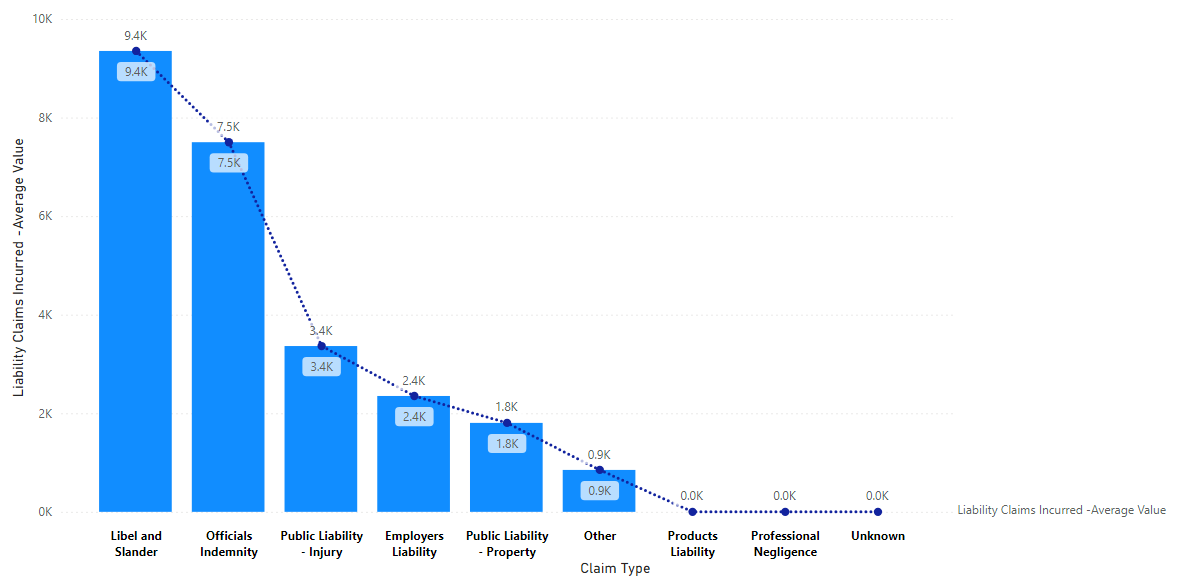 10K
8K
6K
4K
2K
0K
Liability Claims Incurred -Average Value
9.4K
9.4K
7.5K
7.5K
3.4K
3.4K
2.4K
2.4K
1.8K
1.8K
0.9K
0.9K
0.0K
0.0K
0.0K
Liability Claims Incurred -Average Value
Libel and
Slander
Officials
Indemnity
Public Liability
- Injury
Employers
Liability
Public Liability
- Property
Other
Products
Liability
Professional
Negligence
Unknown
Claim Type